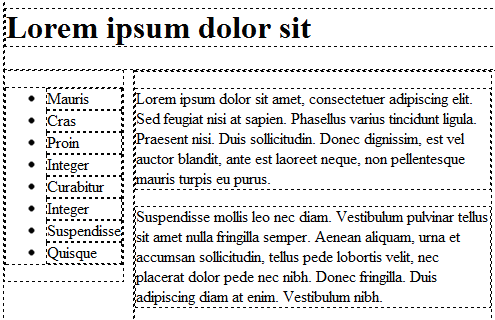 Lorem ipsum dolor sit
Mauris
Cras
Proin
Integer
Curabitur
Integer
Suspendisse
Quisque
Lorem ipsum dolor sit amet, consectetuer adipiscing elit.
Sed feugiat nisi at sapien. Phasellus varius tincidunt ligula.
Praesent nisi. Duis sollicitudin. Donec dignissim, est vel
auctor blandit, ante est laoreet neque, non pellentesque
mauris turpis eu purus.
Suspendisse mollis leo nec diam. Vestibulum pulvinar tellus
sit amet nulla fringilla semper. Aenean aliquam, urna et
accumsan sollicitudin, tellus pede lobortis velit, nec
placerat dolor pede nec nibh. Donec fringilla. Duis
adipiscing diam at enim. Vestibulum nibh.